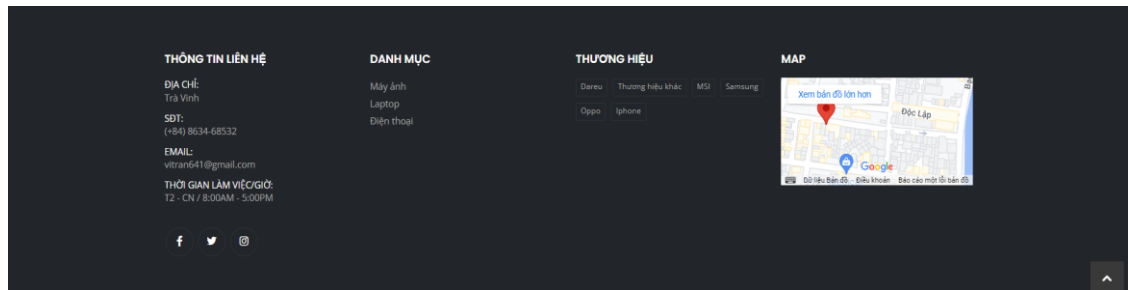 THÔNG TIN LIÊN HỆ
ĐỊA CHỈ:
Trà Vinh
SĐT:
(+84) 8634-68532
EMAIL:
vitran641@gmail.com
THỜI GIAN LÀM VIỆC/GIỜ:
T2 - CN / 8:00AM - 5:00PM
DANH MỤC
Máy ảnh
Laptop
Điện thoại
THƯƠNG HIỆU
Dareu Thương hiệu khác MSI Samsung
Oppo Iphone
MAP
Xem bản đồ lớn hơn
Độc Lập
Google
Dữ liệu Bản đồ Điều khoản Báo cáo một lỗi bản đồ